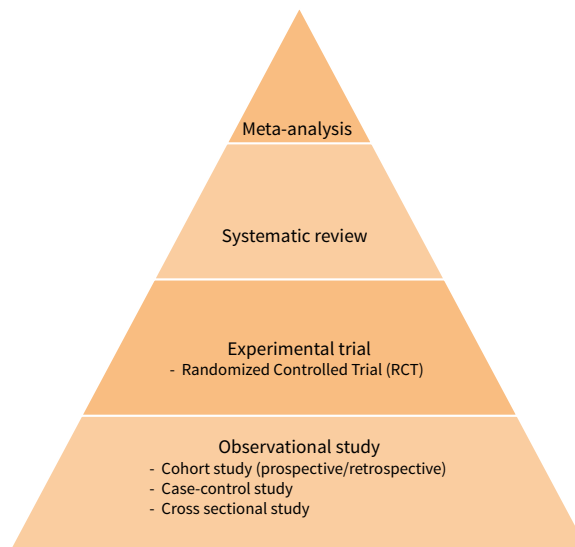 Meta-analysis
Systematic review
Experimental trial
- Randomized Controlled Trial (RCT)
Observational study
- Cohort study (prospective/retrospective)
- Case-control study
- Cross sectional study